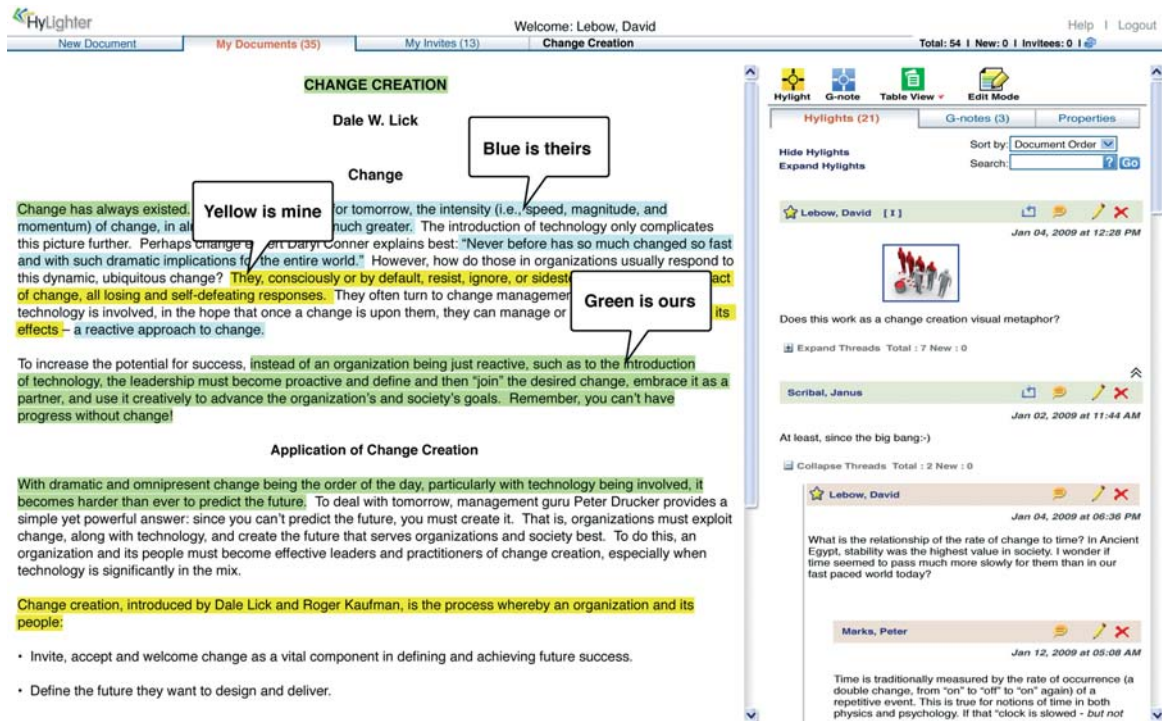 HyLighter
Welcome: Lebow, David
Help | Logout
New Document
My Documents (35)
My Invites (13)
Change Creation
Total: 54 | New: 0 | Invitees: 0 |
CHANGE CREATION
Dale W. Lick
Blue is theirs
Change
Yellow is mine
Change has always existed. for tomorrow, the intensity (i.e., speed, magnitude, and
momentum) of change, in much greater. The introduction of technology only complicates
this picture further. Perhaps change Daryl Conner explains best: “Never before has so much changed so fast
and with such dramatic implications for the entire world.” However, how do those in organizations usually respond to
this dynamic, ubiquitous change? They, consciously or by default, resist, ignore, or sidest act
of change, all losing and self-defeating responses. They often turn to change managemen
Green is ours
technology is involved, in the hope that once a change is upon them, they can manage or its
effects – a reactive approach to change.
To increase the potential for success, instead of an organization being just reactive, such as to the introduction
of technology, the leadership must become proactive and define and then “join” the desired change, embrace it as a
partner, and use it creatively to advance the organization’s and society’s goals. Remember, you can’t have
progress without change!
Application of Change Creation
With dramatic and omnipresent change being the order of the day, particularly with technology being involved, it
becomes harder than ever to predict the future. To deal with tomorrow, management guru Peter Drucker provides a
simple yet powerful answer: since you can’t predict the future, you must create it. That is, organizations must exploit
change, along with technology, and create the future that serves organizations and society best. To do this, an
organization and its people must become effective leaders and practitioners of change creation, especially when
technology is significantly in the mix.
Change creation, introduced by Dale Lick and Roger Kaufman, is the process whereby an organization and its
people:
• Invite, accept and welcome change as a vital component in defining and achieving future success.
• Define the future they want to design and deliver.
Hylight
G-note
Table View
Edit Mode
Hylights (21)
G-notes (3)
Properties
Hide Hylights
Expand Hylights
Sort by: Document Order
Search: ? Go
Lebow, David [1]
Jan 04, 2009 at 12:28 PM
Does this work as a change creation visual metaphor?
Expand Threads Total : 7 New : 0
Scribal, Janus
Jan 02, 2009 at 11:44 AM
At least, since the big bang:-)
Collapse Threads Total : 2 New : 0
Lebow, David
Jan 04, 2009 at 06:36 PM
What is the relationship of the rate of change to time? In Ancient
Egypt, stability was the highest value in society. I wonder if
time seemed to pass much more slowly for them than in our
fast paced world today?
Marks, Peter
Jan 12, 2009 at 05:08 AM
Time is traditionally measured by the rate of occurrence (a
double change, from “on” to “off” to “on” again) of a
repetitive event. This is true for notions of time in both
physics and psychology. If that “clock is slowed - but not